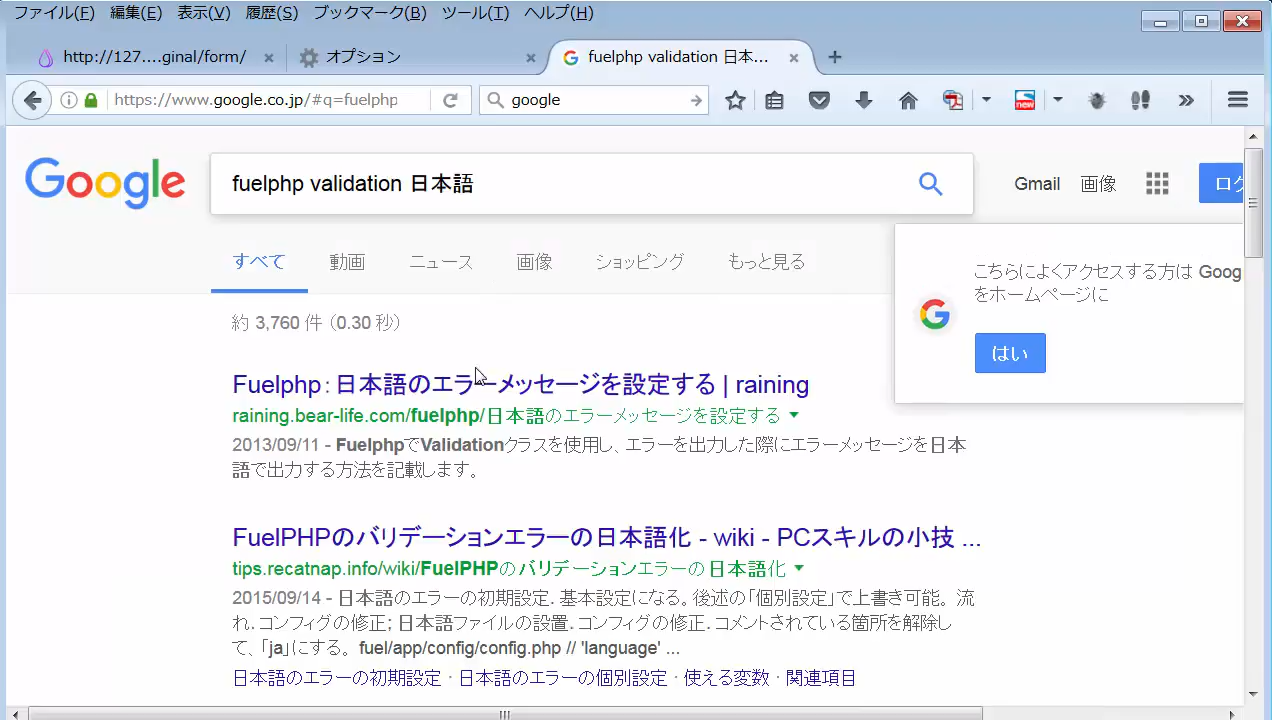 ファイル(F) 編集(E) 表示(V) 履歴(S) ブックマーク(B) ツール(T) ヘルプ(H)
http://127....ginal/form/ オプション fuelphp validation 日本...
https://www.google.co.jp/#q=fuelphp google new
Google fuelphp validation 日本語 Gmail 画像 ログ
すべて 動画 ニュース 画像 ショッピング もっと見る
こちらによくアクセスする方は Goog
をホームページに
はい
約 3,760 件 (0.30 秒)
Fuelphp : 日本語のエラーメッセージを設定する | raining
raining.bear-life.com/fuelphp/日本語のエラーメッセージを設定する
2013/09/11 - FuelphpでValidationクラスを使用し、エラーを出力した際にエラーメッセージを日本
語で出力する方法を記載します。
FuelPHPのバリデーションエラーの日本語化 - wiki - PCスキルの小技 ...
tips.recatnap.info/wiki/FuelPHPのバリデーションエラーの日本語化
2015/09/14 - 日本語のエラーの初期設定. 基本設定になる。後述の「個別設定」で上書き可能。 流
れ. コンフィグの修正; 日本語ファイルの設置. コンフィグの修正. コメントされている箇所を解除し
て、「ja」にする。 fuel/app/config/config.php // 'language' ...
日本語のエラーの初期設定 · 日本語のエラーの個別設定 · 使える変数 · 関連項目